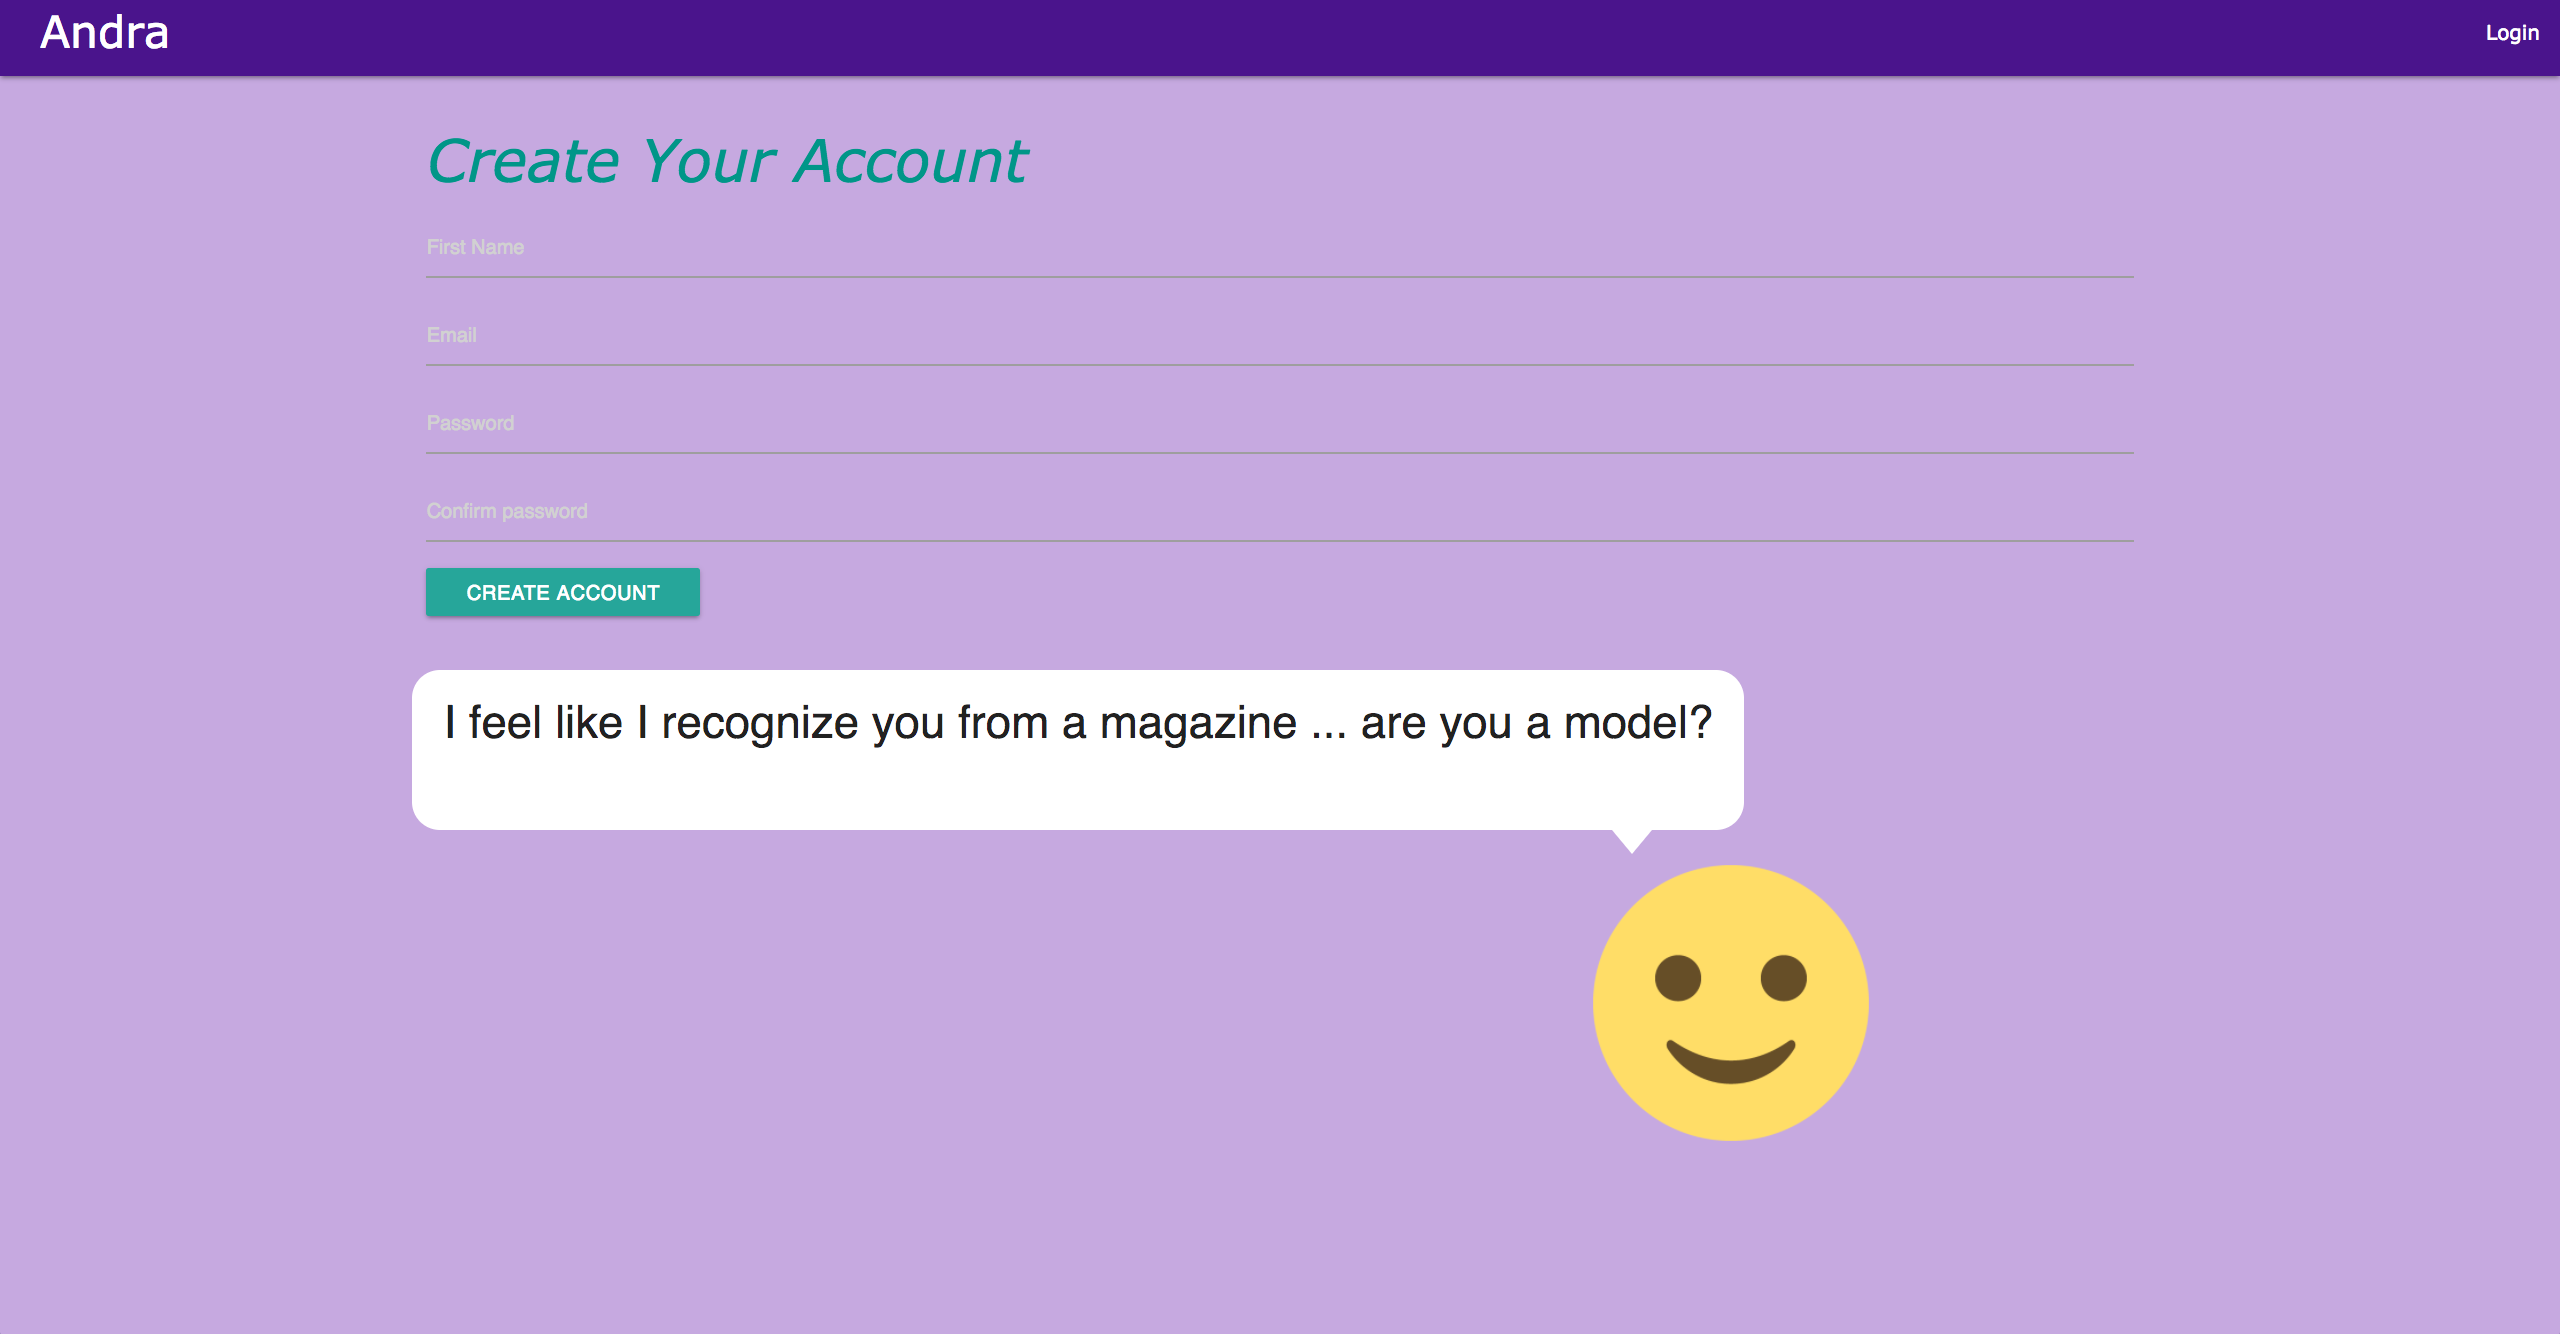 Andra
Login
Create Your Account
First Name
Email
Password
Confirm password
CREATE ACCOUNT
I feel like I recognize you from a magazine ... are you a model?